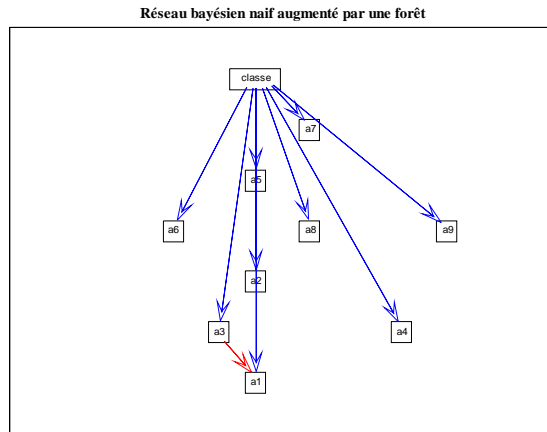 Réseau bayésien naif augmenté par une forêt
classe
a7
a5
a6
a8
a9
a2
a3
a4
a1